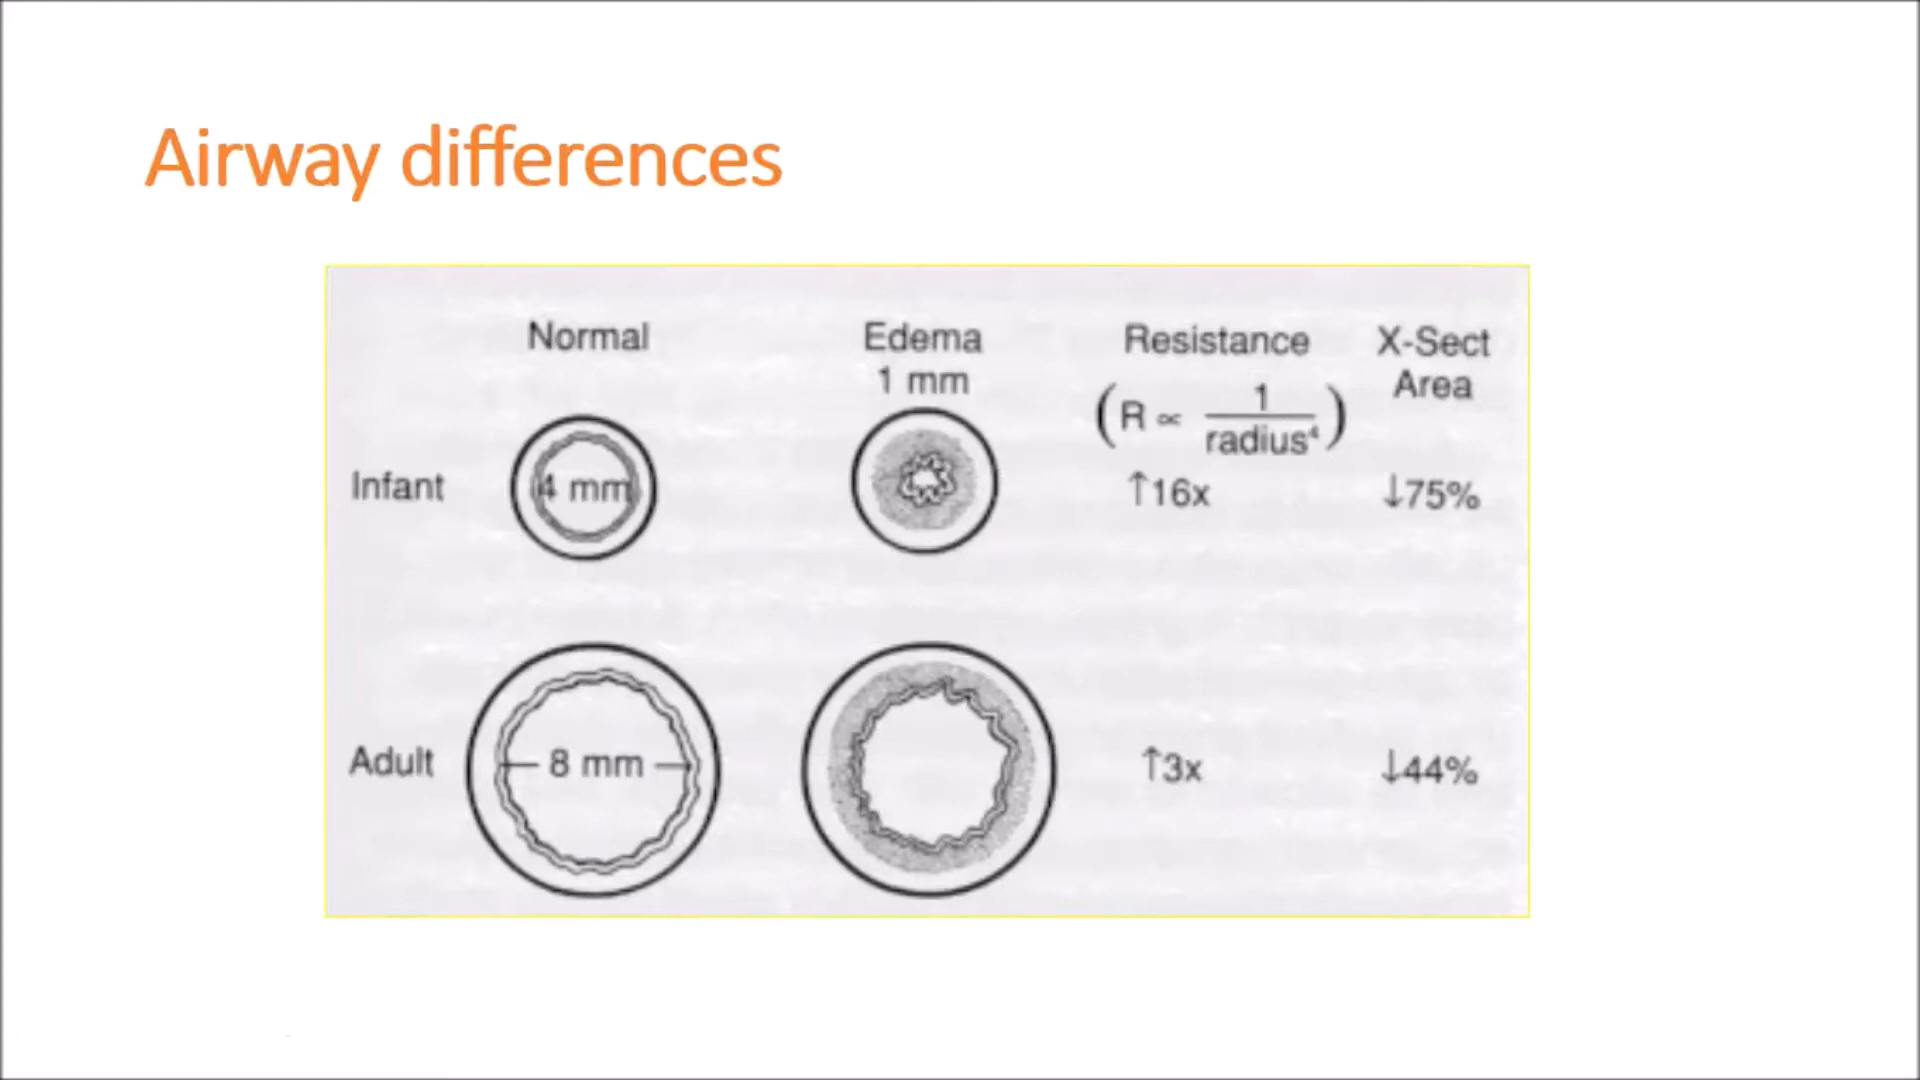 Airway differences
Normal Edema Resistance X-Sect
1 mm Area
(R ∝ 1/radius⁴)
Infant 4 mm ↑16x ↓75%
Adult 8 mm ↑3x ↓44%